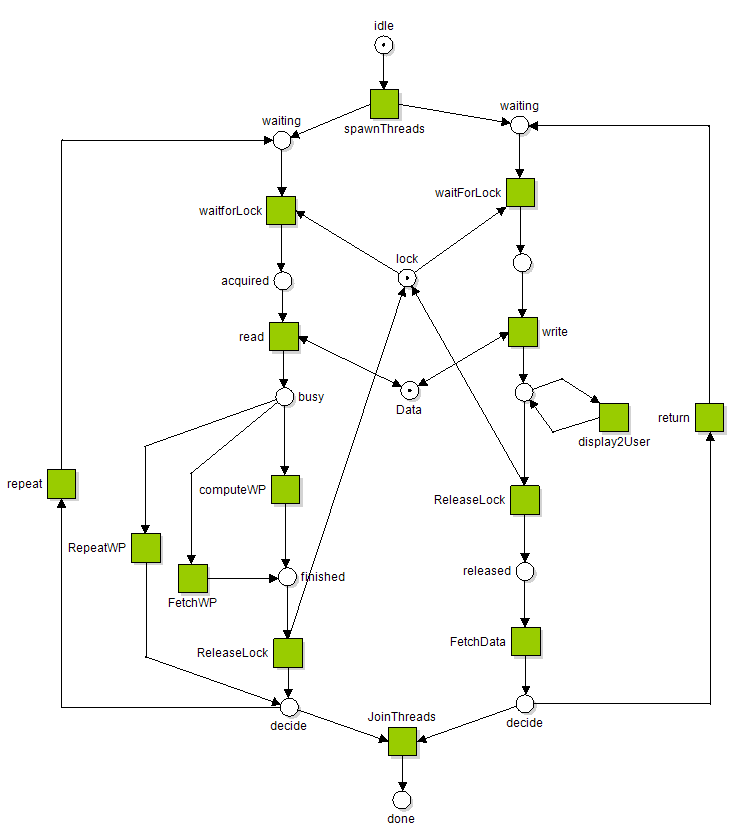 idle
spawnThreads
waiting
waiting
waitforLock
waitForLock
lock
acquired
read
write
Data
busy
display2User
return
repeat
computeWP
ReleaseLock
RepeatWP
released
finished
FetchWP
FetchData
ReleaseLock
decide
JoinThreads
decide
done